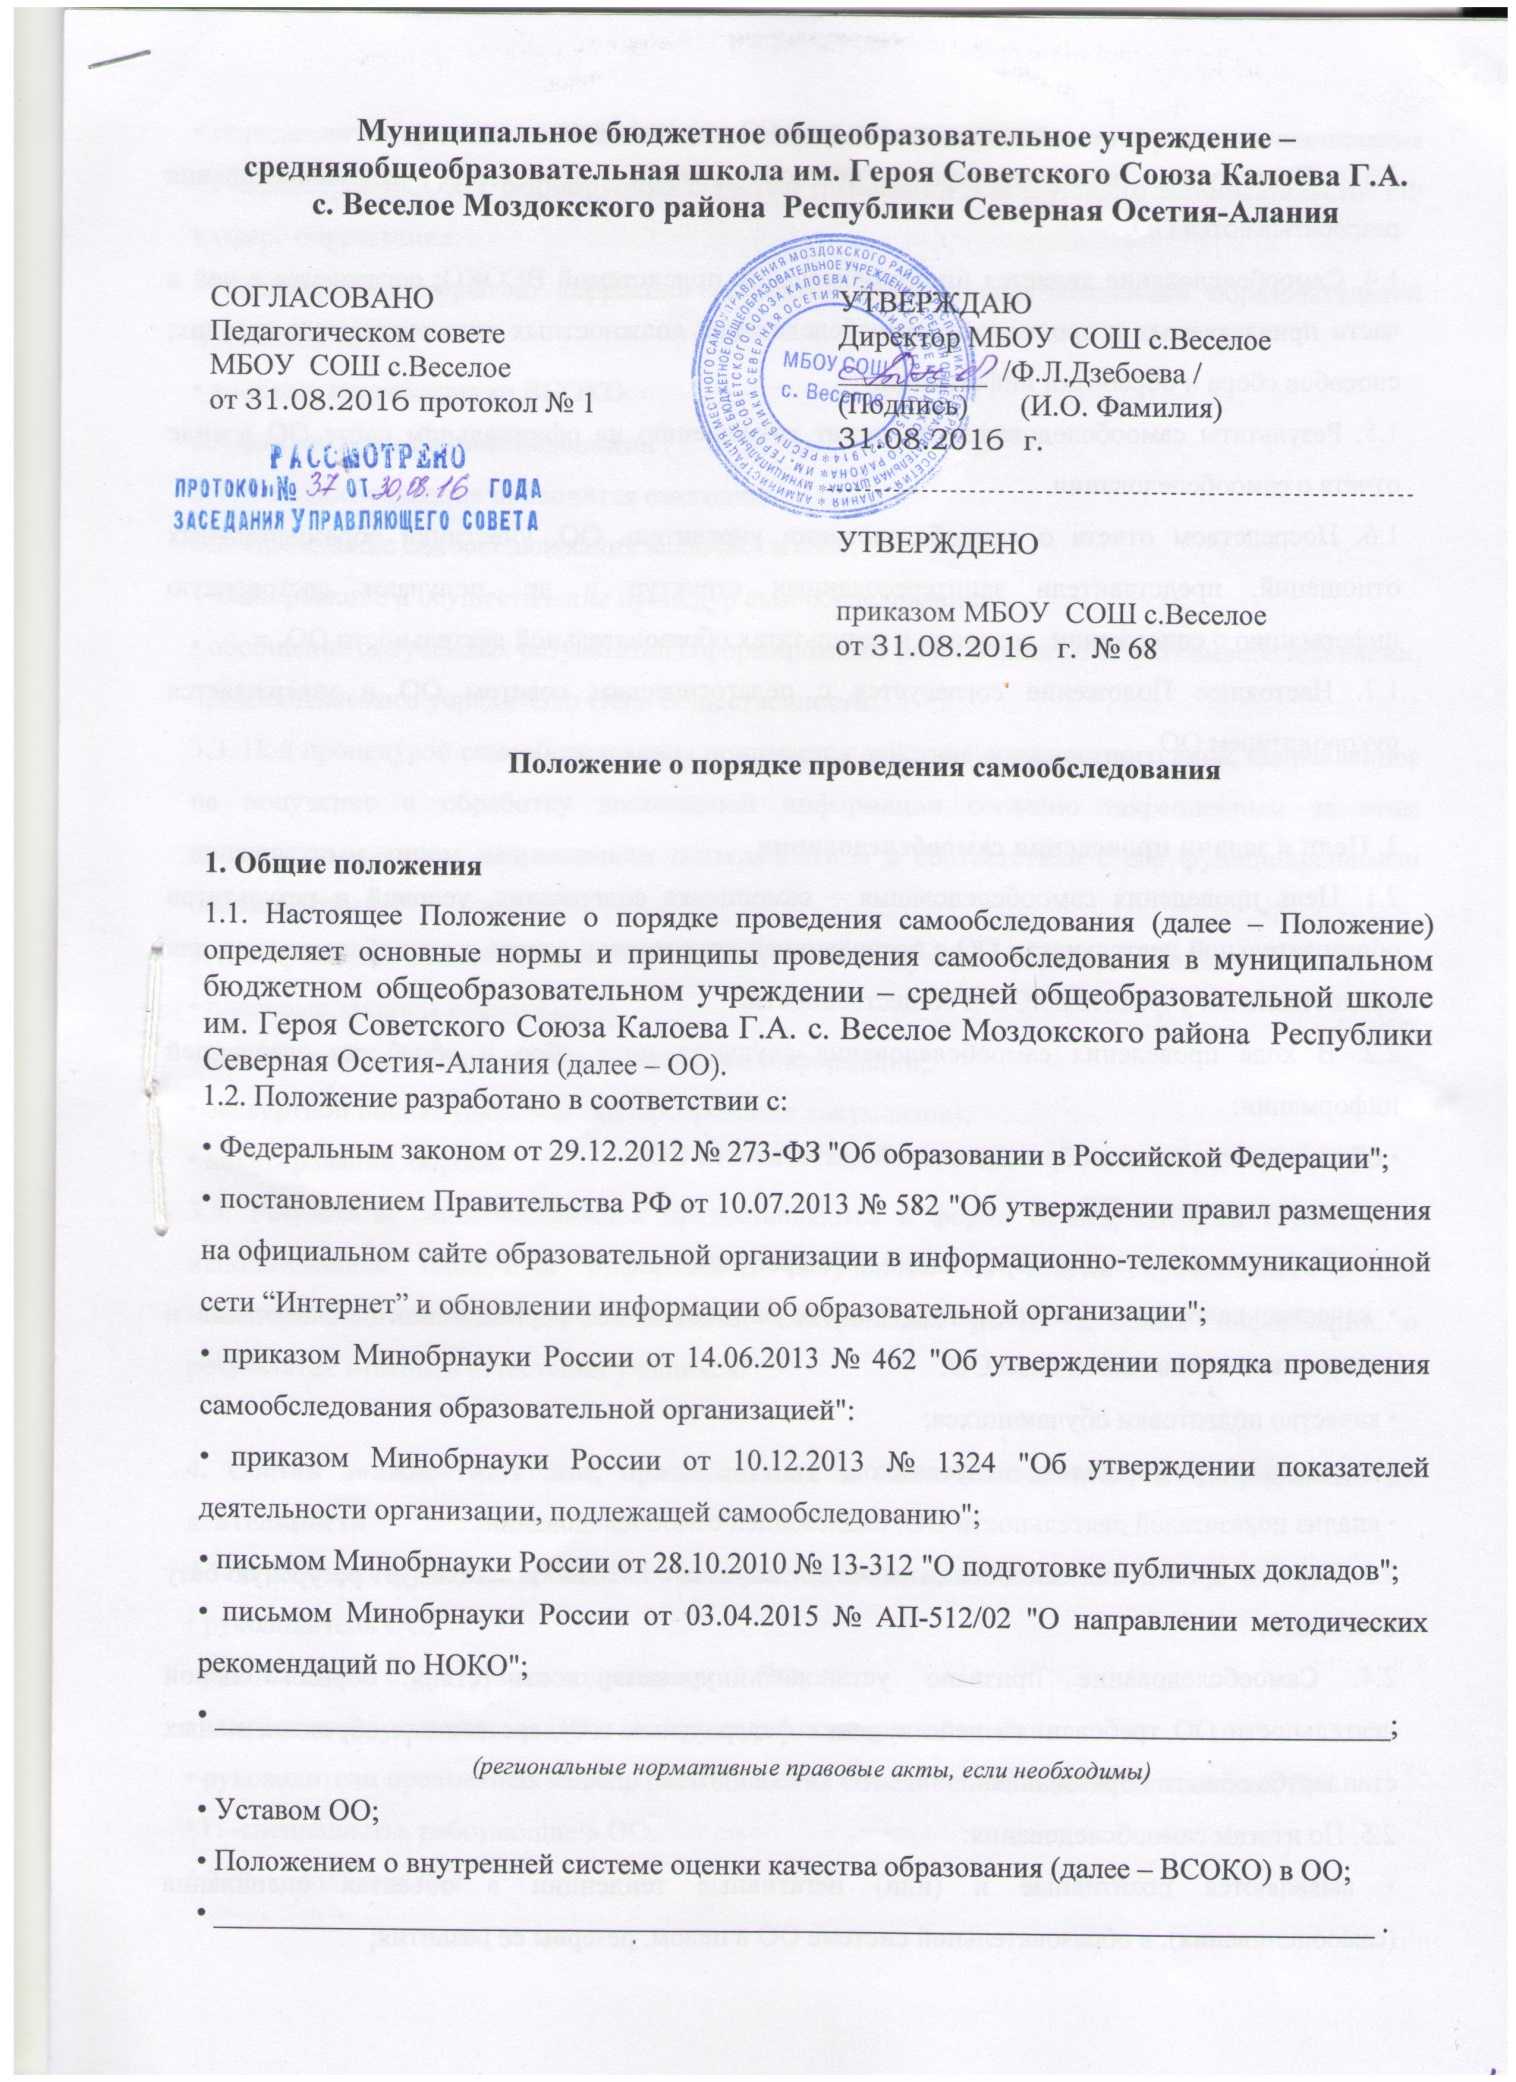 Муниципальное бюджетное общеобразовательное учреждение –
средняяобщеобразовательная школа им. Героя Советского Союза Калоева Г.А.
с. Веселое Моздокского района Республики Северная Осетия-Алания
СОГЛАСОВАНО
Педагогическом совете
МБОУ СОШ с.Веселое
от 31.08.2016 протокол № 1
РАССМОТРЕНО
ПРОТОКОЛ № 37 ОТ 30,08.16 ГОДА
ЗАСЕДАНИЯ УПРАВЛЯЮЩЕГО СОВЕТА
МБОУ СОШ
с. Веселое
УТВЕРЖДАЮ
Директор МБОУ СОШ с.Веселое
/Ф.Л.Дзебоева /
(Подпись (И.О. Фамилия)
31.08.2016 г.
УТВЕРЖДЕНО
приказом МБОУ СОШ с.Веселое
от 31.08.2016 г. № 68
Положение о порядке проведения самообследования
1. Общие положения
1.1. Настоящее Положение о порядке проведения самообследования (далее – Положение)
определяет основные нормы и принципы проведения самообследования в муниципальном
бюджетном общеобразовательном учреждении – средней общеобразовательной школе
им. Героя Советского Союза Калоева Г.А. с. Веселое Моздокского района Республики
Северная Осетия-Алания (далее – ОО).
1.2. Положение разработано в соответствии с:
• Федеральным законом от 29.12.2012 № 273-ФЗ "Об образовании в Российской Федерации";
• постановлением Правительства РФ от 10.07.2013 № 582 "Об утверждении правил размещения
на официальном сайте образовательной организации в информационно-телекоммуникационной
сети “Интернет” и обновлении информации об образовательной организации";
• приказом Минобрнауки России от 14.06.2013 № 462 "Об утверждении порядка проведения
самообследования образовательной организацией":
• приказом Минобрнауки России от 10.12.2013 № 1324 "Об утверждении показателей
деятельности организации, подлежащей самообследованию";
• письмом Минобрнауки России от 28.10.2010 № 13-312 "О подготовке публичных докладов";
• письмом Минобрнауки России от 03.04.2015 № АП-512/02 "О направлении методических
рекомендаций по НОКО";
• ;
(региональные нормативные правовые акты, если необходимы)
• Уставом ОО;
• Положением о внутренней системе оценки качества образования (далее – ВСОКО) в ОО;
• .